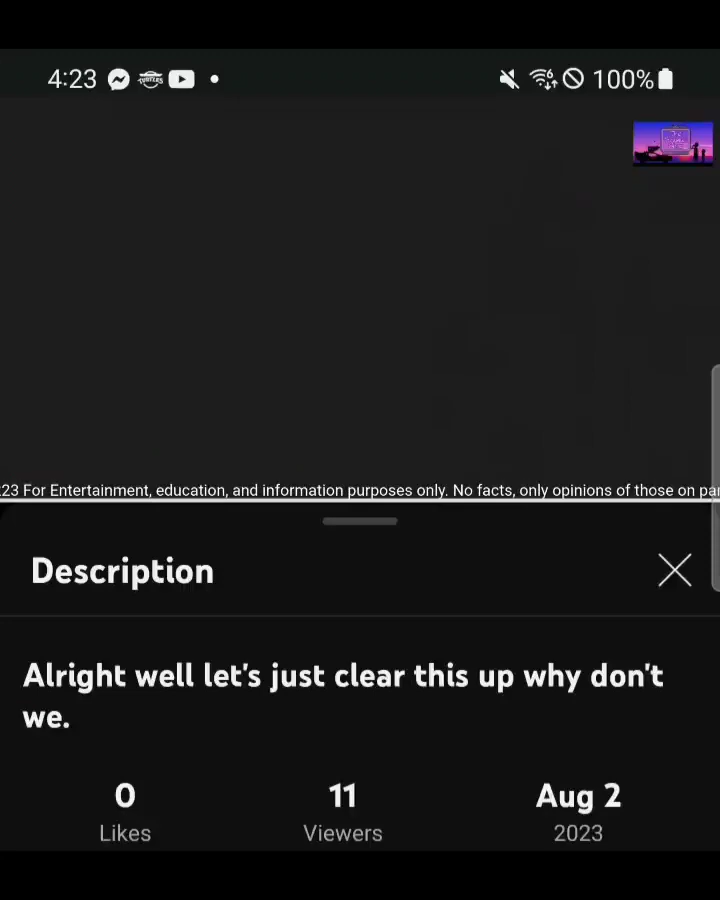 4:23 100%
23 For Entertainment, education, and information purposes only. No facts, only opinions of those on
Description
Alright well let's just clear this up why don't
we.
0 11 Aug 2
Likes Viewers 2023